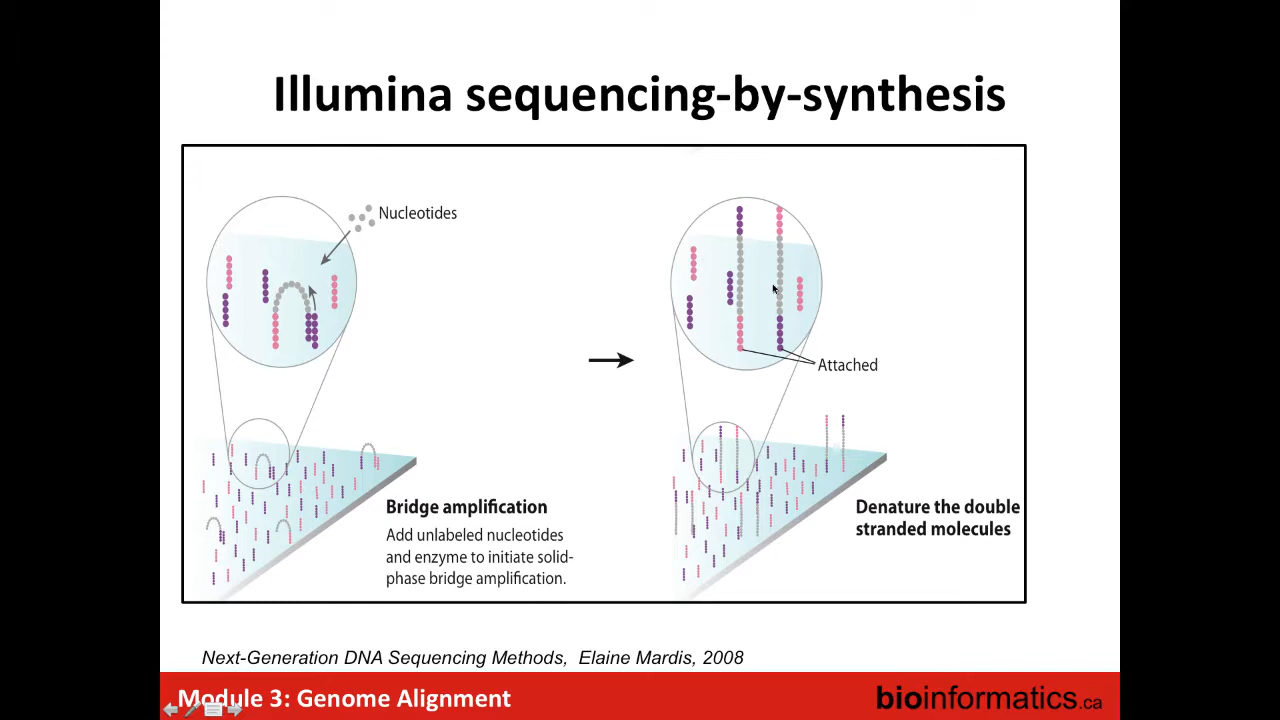 Illumina sequencing-by-synthesis
Nucleotides
Attached
Bridge amplification
Add unlabeled nucleotides
and enzyme to initiate solid-
phase bridge amplification.
Denature the double
stranded molecules
Next-Generation DNA Sequencing Methods, Elaine Mardis, 2008
Module 3: Genome Alignment
bioinformatics.ca